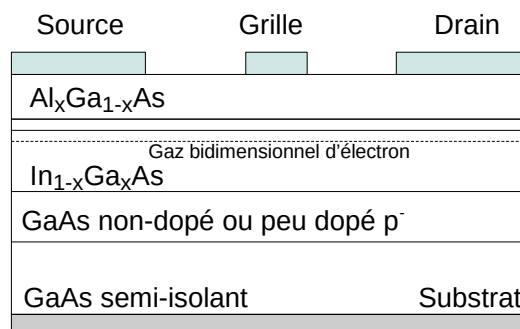 Source Grille Drain
AlxGa1-xAs
Gaz bidimensionnel d'électron
In1-xGaxAs
GaAs non-dopé ou peu dopé p-
GaAs semi-isolant Substrat